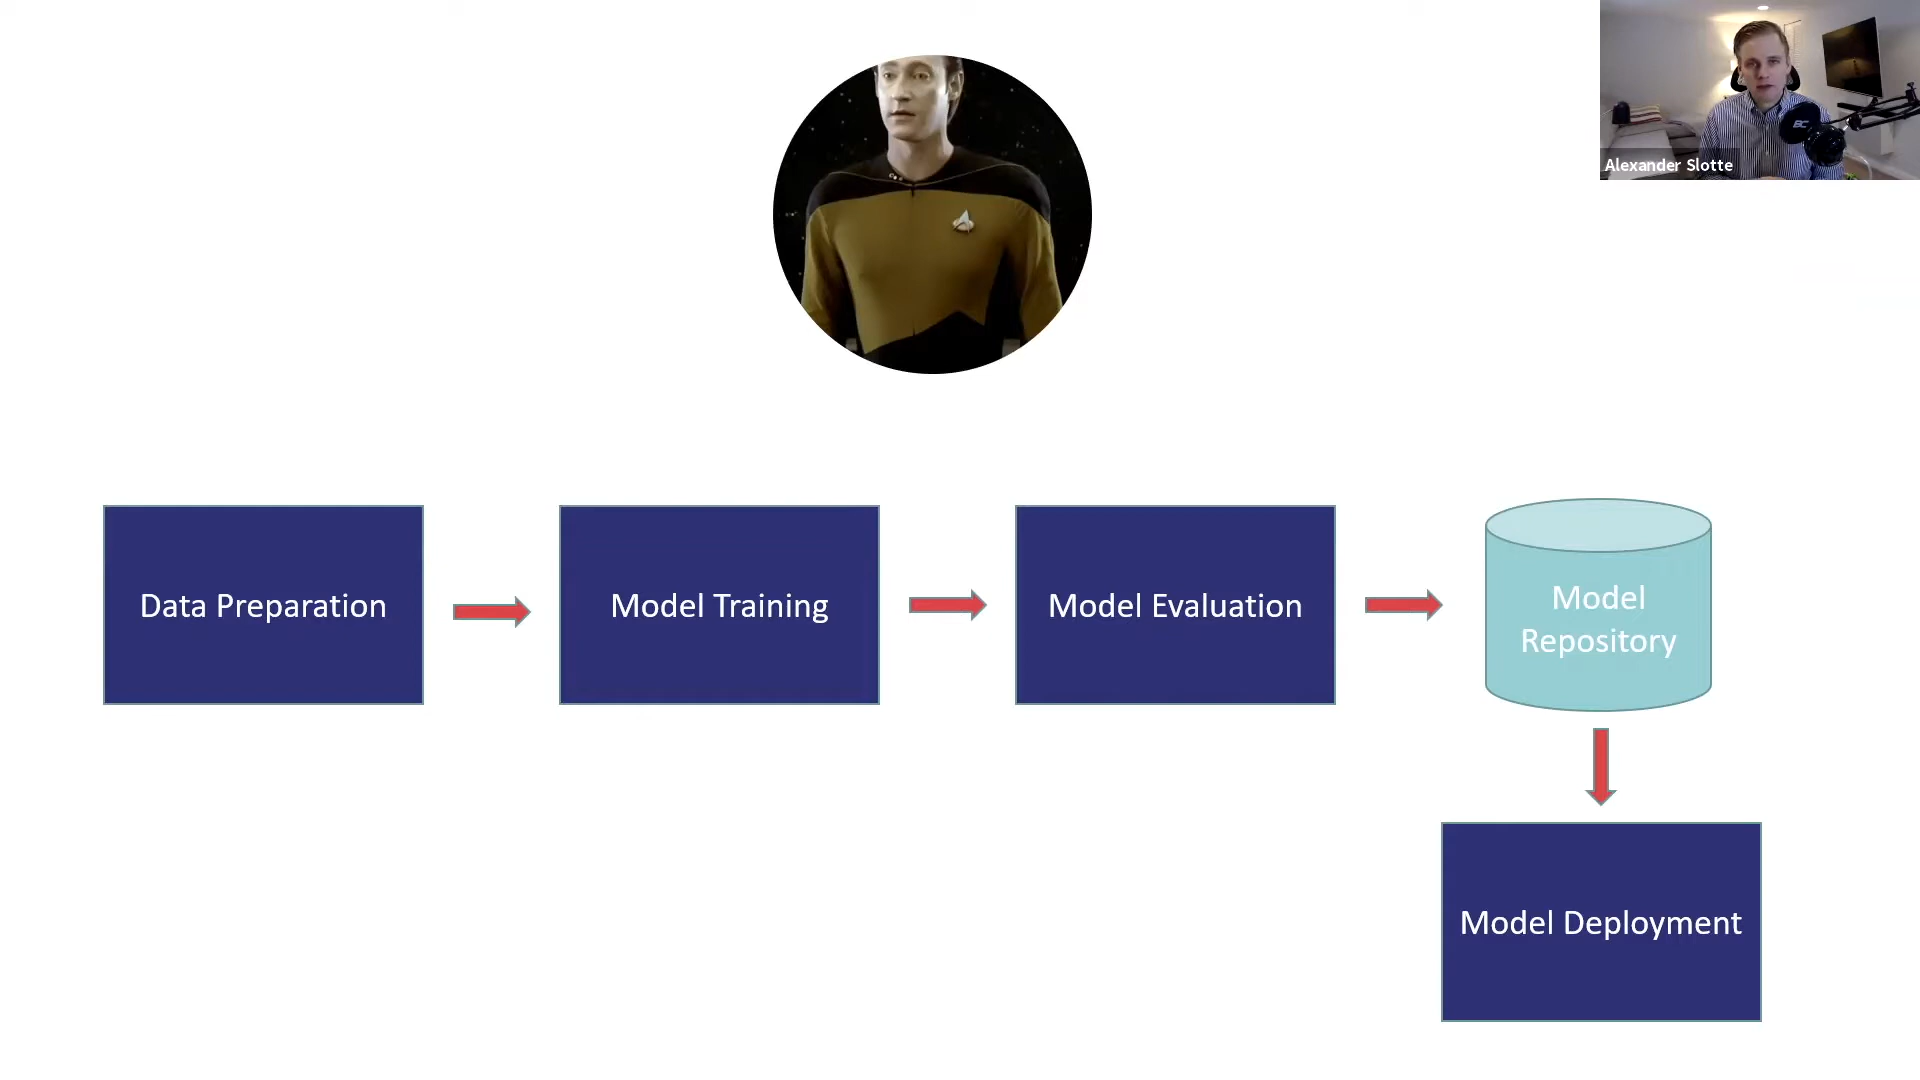 Alexander Slotte
Data Preparation
Model Training
Model Evaluation
Model
Repository
Model Deployment